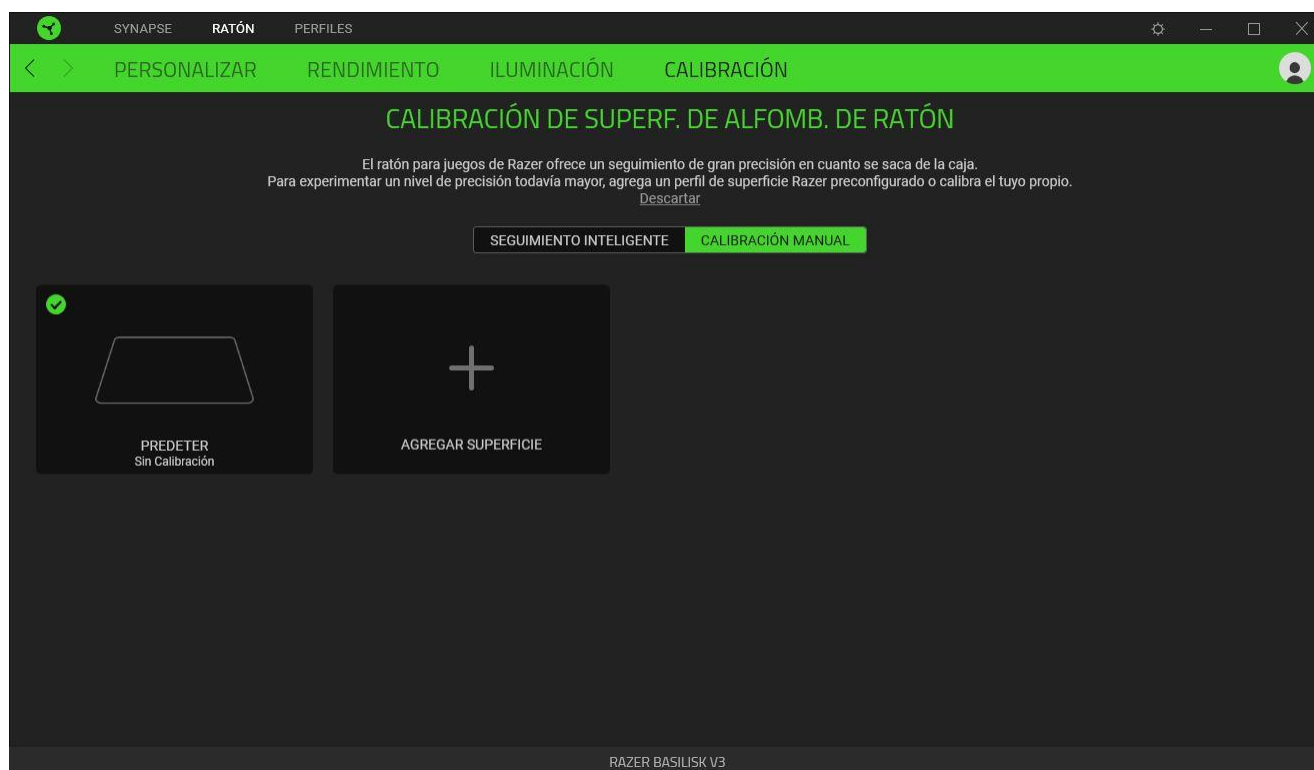 SYNAPSE RATÓN PERFILES
PERSONALIZAR RENDIMIENTO ILUMINACIÓN CALIBRACIÓN
CALIBRACIÓN DE SUPERF. DE ALFOMB. DE RATÓN
El ratón para juegos de Razer ofrece un seguimiento de gran precisión en cuanto se saca de la caja.
Para experimentar un nivel de precisión todavía mayor, agrega un perfil de superficie Razer preconfigurado o calibra el tuyo propio.
Descartar
SEGUIMIENTO INTELIGENTE CALIBRACIÓN MANUAL
PREDETER
Sin Calibración
AGREGAR SUPERFICIE
RAZER BASILISK V3